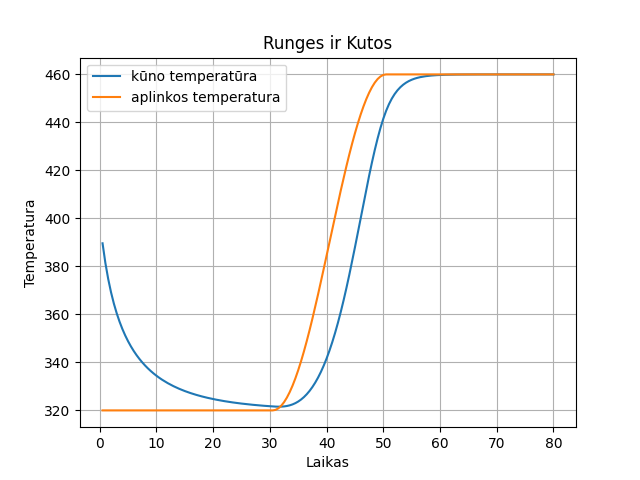 Runges ir Kutos
kūno temperatūra
aplinkos temperatura
Temperatura
460
440
420
400
380
360
340
320
0 10 20 30 40 50 60 70 80
Laikas